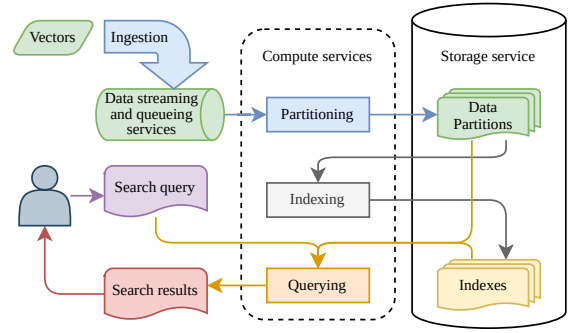 Vectors
Ingestion
Compute services
Storage service
Data streaming
and queueing
services
Partitioning
Data
Partitions
Search query
Indexing
Search results
Querying
Indexes